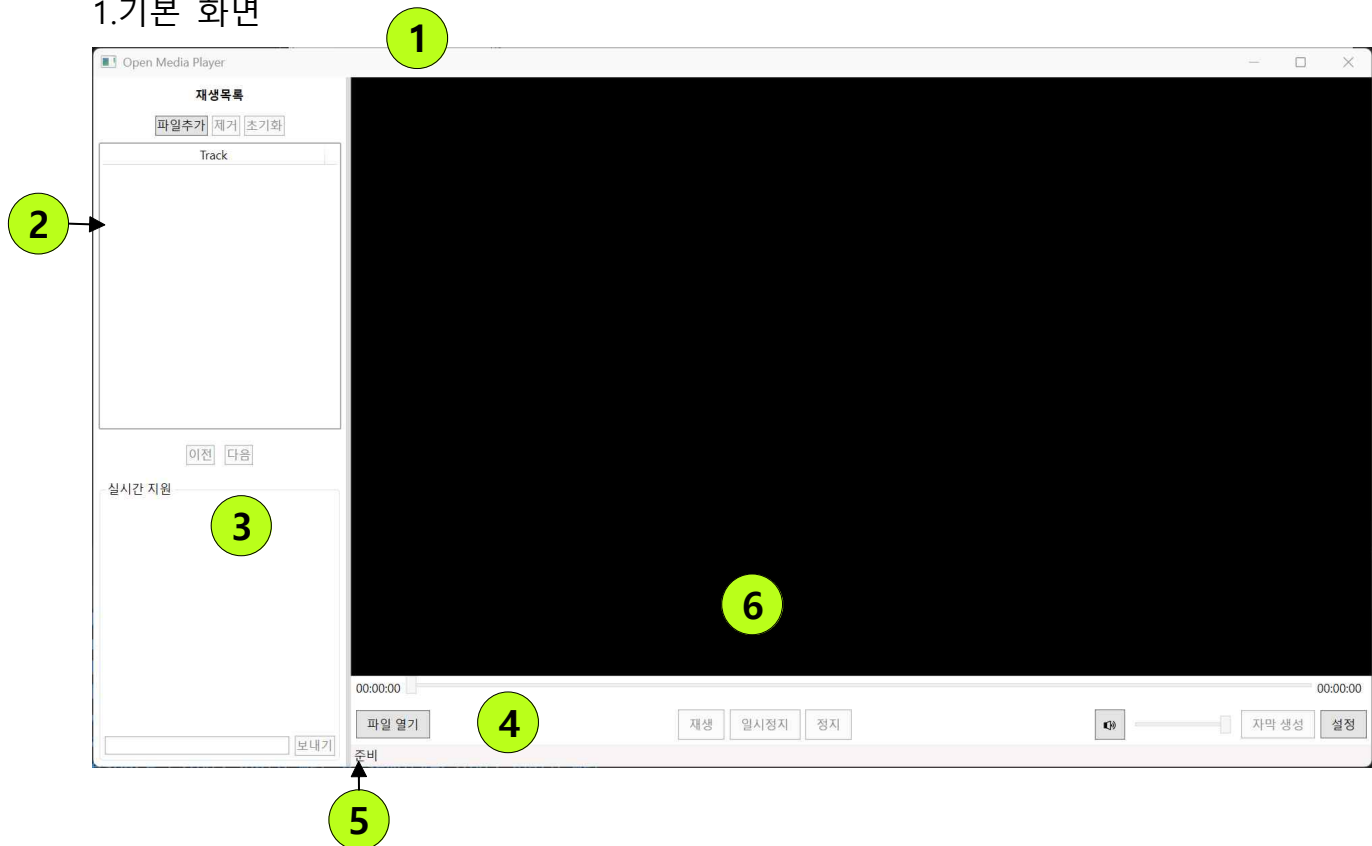 1.기본 화면
1
Open Media Player
재생목록
파일추가 제거 초기화
Track
2
이전 다음
실시간 지원
3
6
00:00:00 00:00:00
파일 열기 4 재생 일시정지 정지 자막 생성 설정
보내기
준비
5